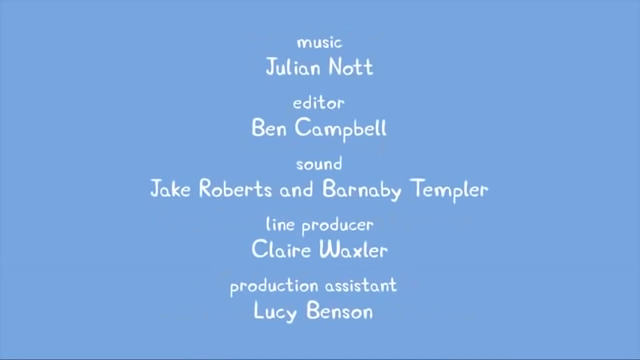 music
Julian Nott
editor
Ben Campbell
sound
Jake Roberts and Barnaby Templer
line producer
Claire Waxler
production assistant
Lucy Benson